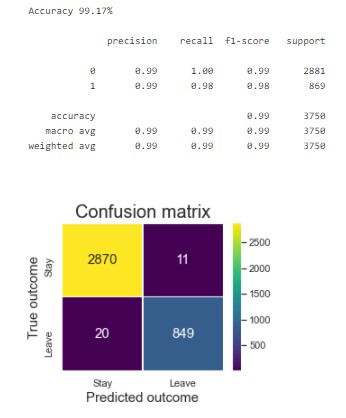 Accuracy 99.17%
precision recall f1-score support
0 0.99 1.00 0.99 2881
1 0.99 0.98 0.98 869
accuracy 0.99 3750
macro avg 0.99 0.99 0.99 3750
weighted avg 0.99 0.99 0.99 3750
Confusion matrix
True outcome
Stay 2870 11
Leave 20 849
Stay Leave
Predicted outcome
2500
2000
1500
1000
500